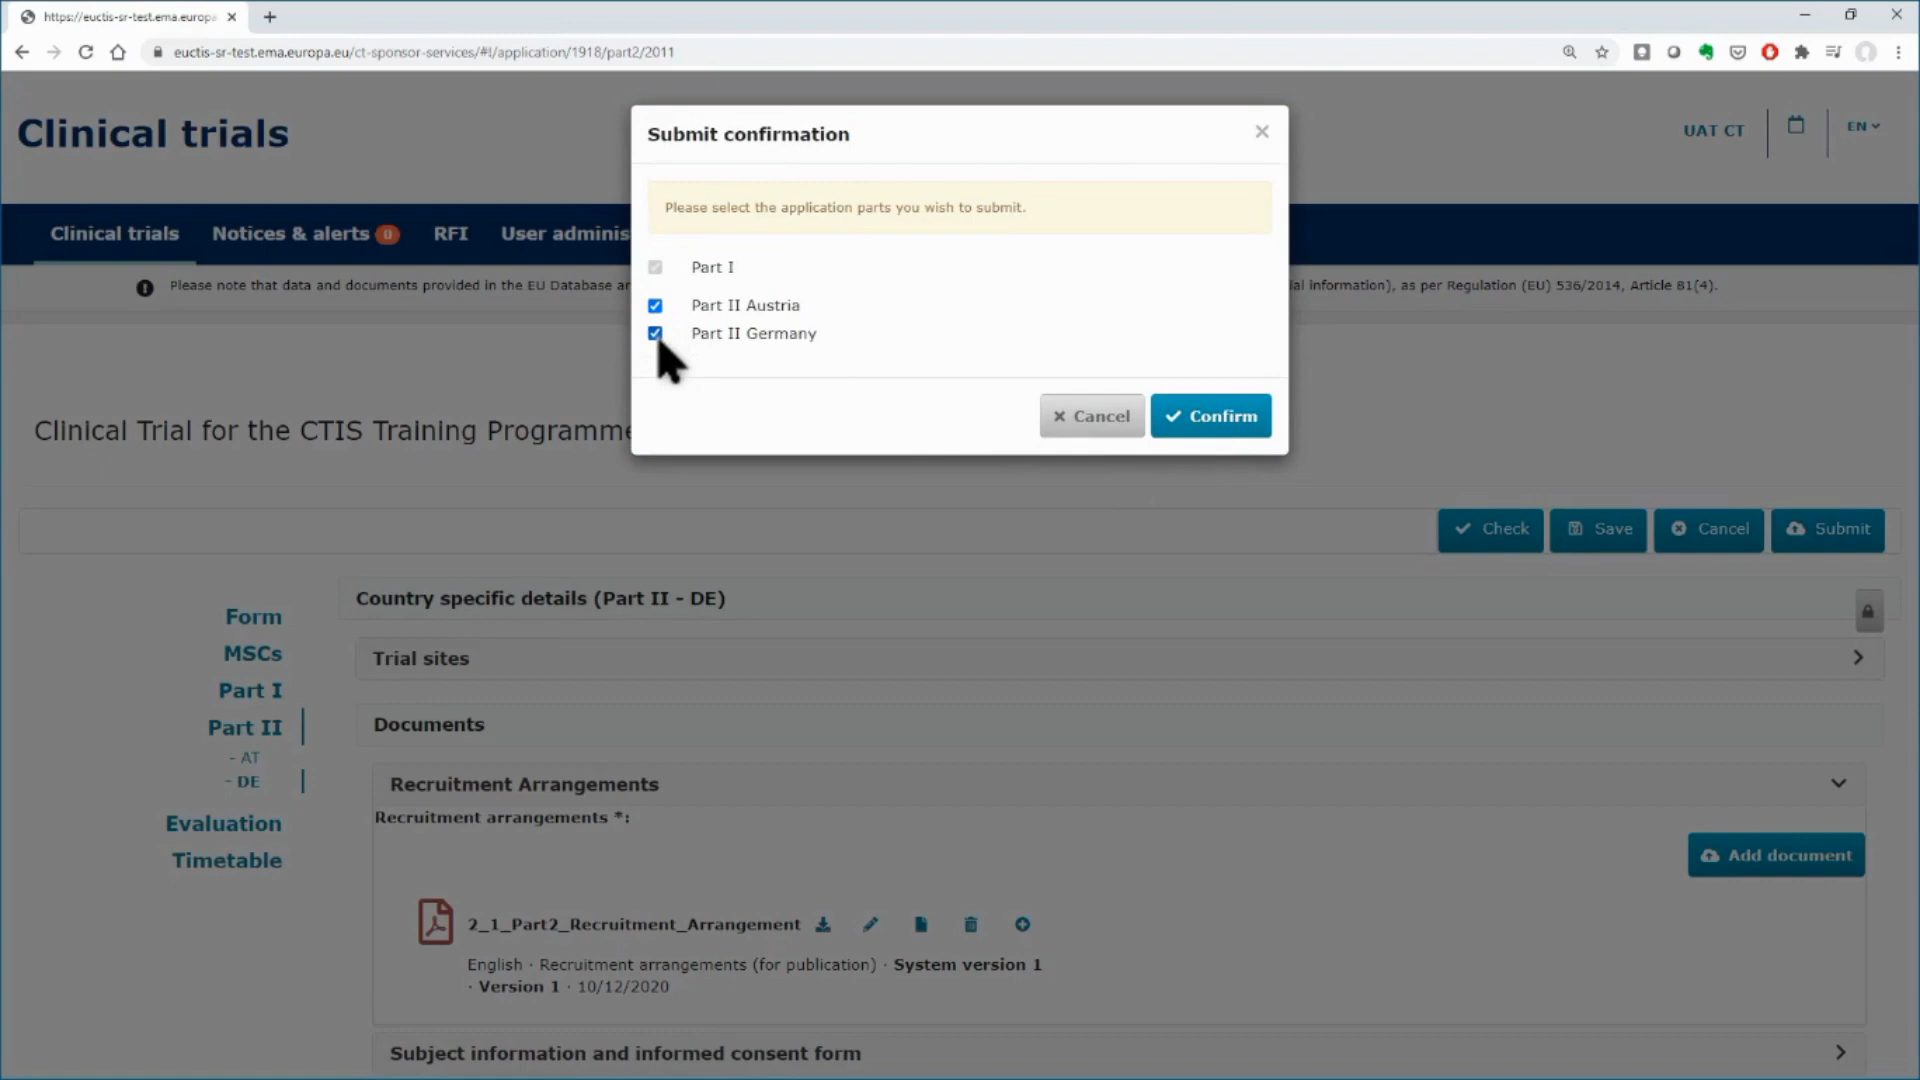 https://euctis-sr-test.ema.europa
euctis-sr-test.ema.europa.eu/ct-sponsor-services/#!/application/1918/part2/2011
Clinical trials
UAT CT
EN
Clinical trials
Notices & alerts 0
RFI
User adminis
Please note that data and documents provided in the EU Database ar
ial information), as per Regulation (EU) 536/2014, Article 81(4).
Submit confirmation
Please select the application parts you wish to submit.
Part I
Part II Austria
Part II Germany
Cancel
Confirm
Clinical Trial for the CTIS Training Programme
Check
Save
Cancel
Submit
Form
MSCs
Part I
Part II
- AT
- DE
Evaluation
Timetable
Country specific details (Part II - DE)
Trial sites
Documents
Recruitment Arrangements
Recruitment arrangements *:
Add document
2_1_Part2_Recruitment_Arrangement
English · Recruitment arrangements (for publication) · System version 1
· Version 1 · 10/12/2020
Subject information and informed consent form